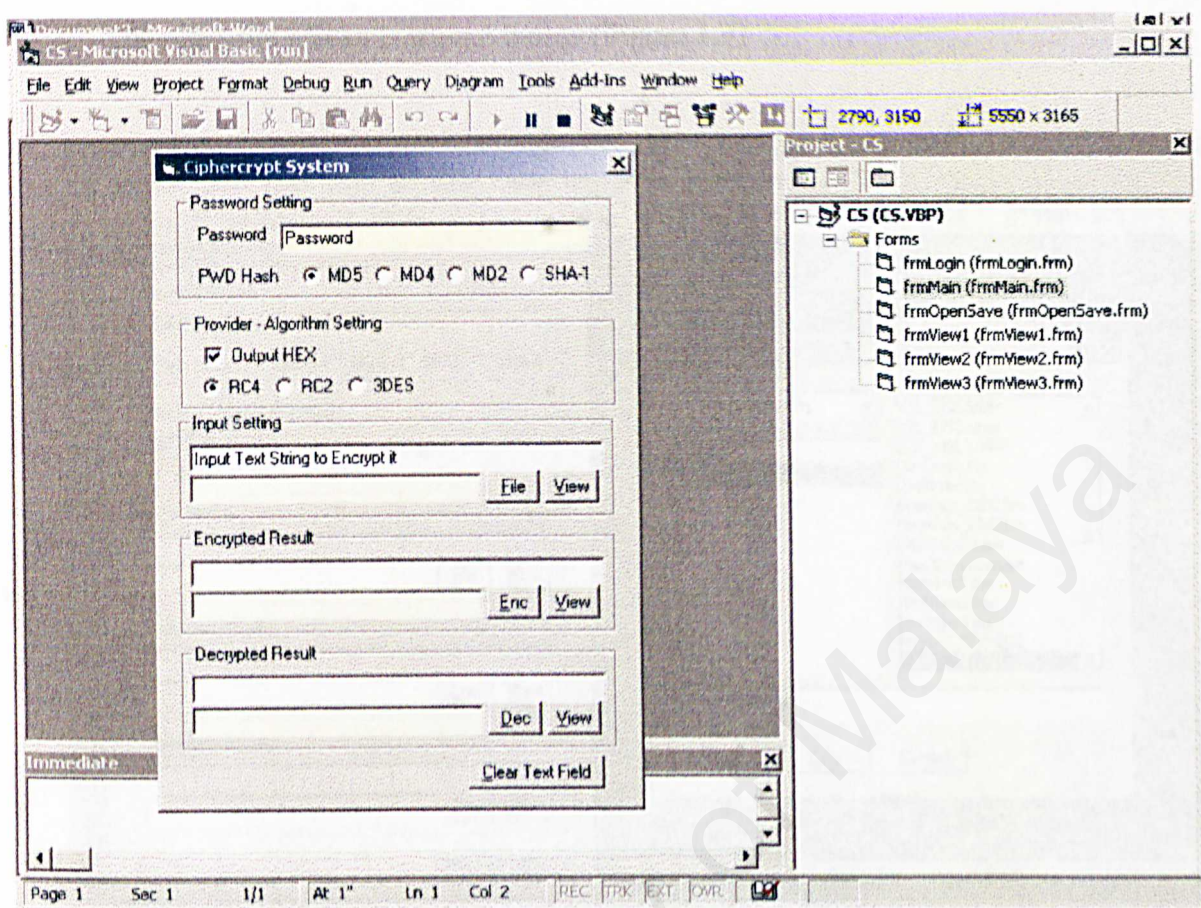 Document2 - Microsoft Word
CS - Microsoft Visual Basic [run]
File Edit View Project Format Debug Run Query Diagram Tools Add-Ins Window Help
2790, 3150 5550 x 3165
Project - CS
Ciphercrypt System
Password Setting
Password Password
PWD Hash MD5 MD4 MD2 SHA-1
Provider - Algorithm Setting
Output HEX
RC4 RC2 3DES
Input Setting
Input Text String to Encrypt it
File View
Encrypted Result
Enc View
Decrypted Result
Dec View
Clear Text Field
CS (CS.VBP)
Forms
frmLogin (frmLogin.frm)
frmMain (frmMain.frm)
frmOpenSave (frmOpenSave.frm)
frmView1 (frmView1.frm)
frmView2 (frmView2.frm)
frmView3 (frmView3.frm)
Immediate
Page 1 Sec 1 1/1 At 1" Ln 1 Col 2 REC TRK EXT OVR
of Malaya